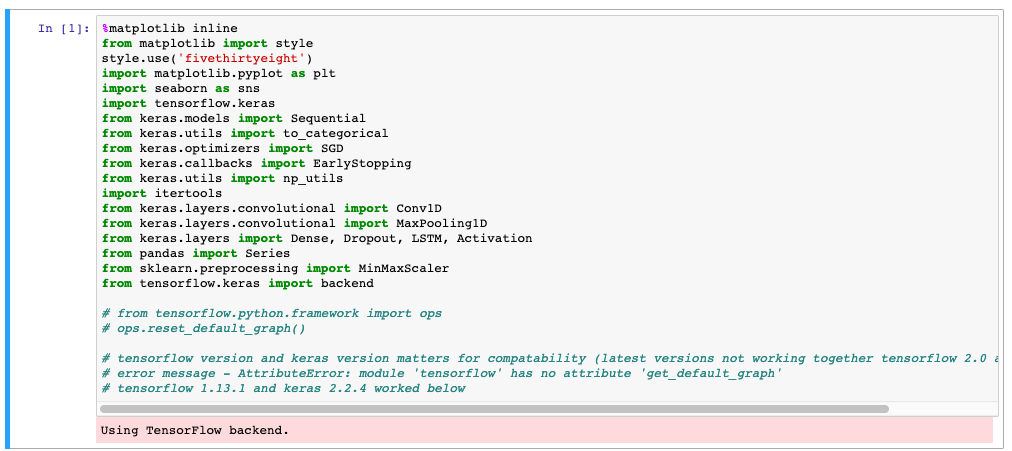 In [1]:
%matplotlib inline
from matplotlib import style
style.use('fivethirtyeight')
import matplotlib.pyplot as plt
import seaborn as sns
import tensorflow.keras
from keras.models import Sequential
from keras.utils import to_categorical
from keras.optimizers import SGD
from keras.callbacks import EarlyStopping
from keras.utils import np_utils
import itertools
from keras.layers.convolutional import Conv1D
from keras.layers.convolutional import MaxPooling1D
from keras.layers import Dense, Dropout, LSTM, Activation
from pandas import Series
from sklearn.preprocessing import MinMaxScaler
from tensorflow.keras import backend
# from tensorflow.python.framework import ops
# ops.reset_default_graph()
# tensorflow version and keras version matters for compatability (latest versions not working together tensorflow 2.0
# error message - AttributeError: module 'tensorflow' has no attribute 'get_default_graph'
# tensorflow 1.13.1 and keras 2.2.4 worked below
Using TensorFlow backend.